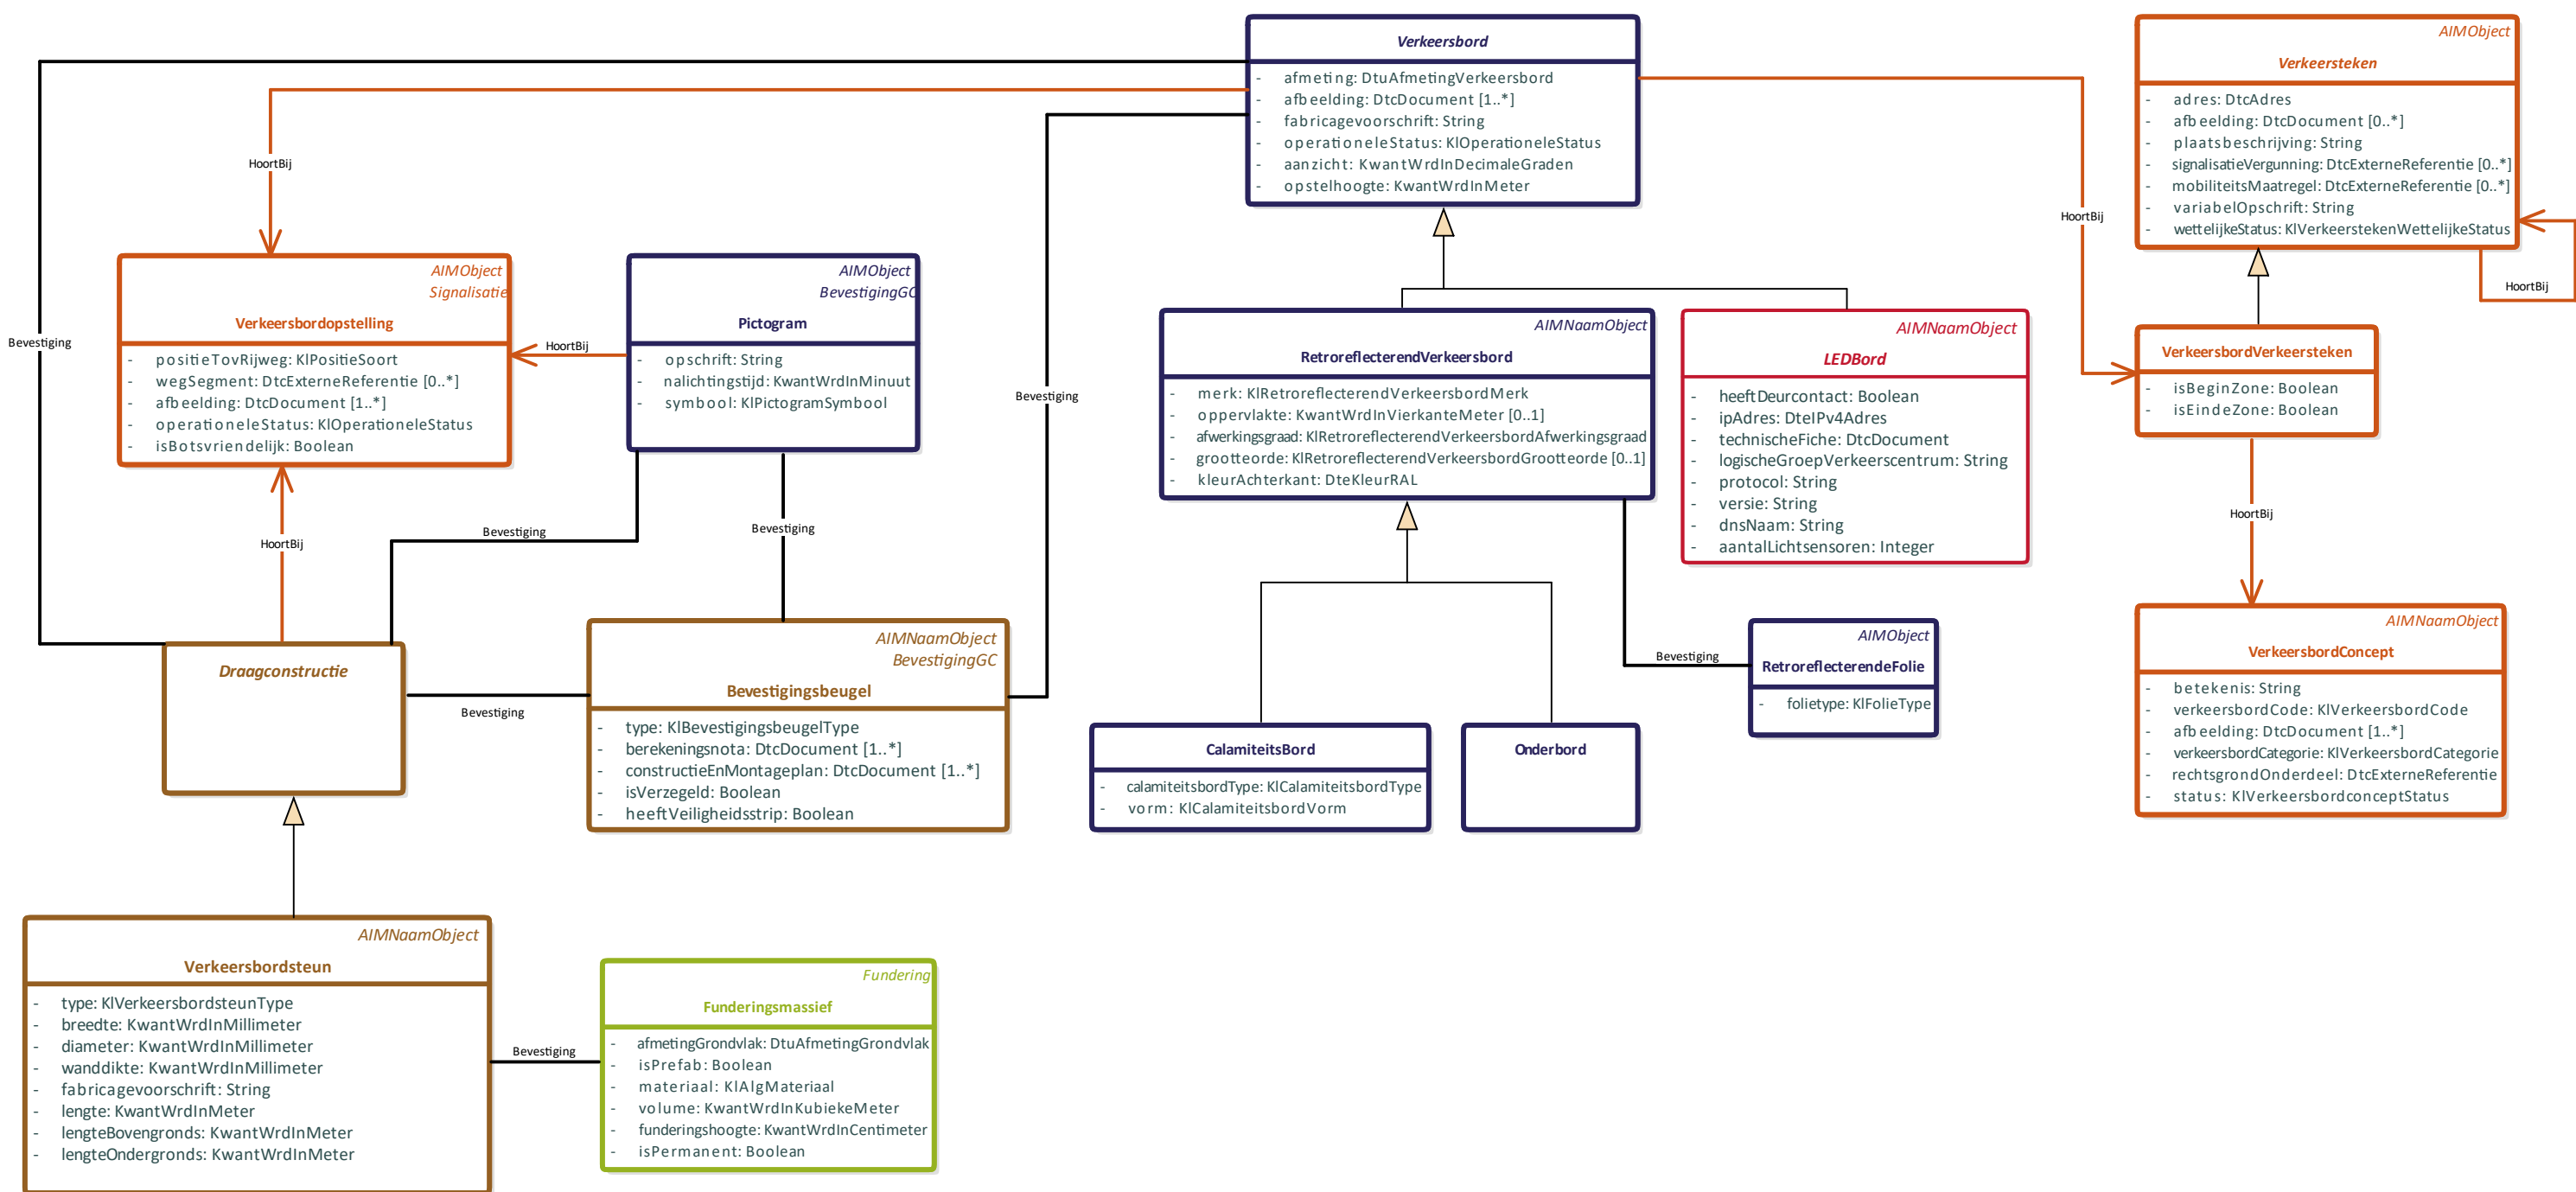 Verkeersbord
- afmeting: DtuAfmetingVerkeersbord
- afbeelding: DtcDocument [1..*]
- fabricagevoorschrift: String
- operationeleStatus: KlOperationeleStatus
- aanzicht: KwantWrdInDecimaleGraden
- opstelhoogte: KwantWrdInMeter
AIMObject
Verkeersteken
- adres: DtcAdres
- afbeelding: DtcDocument [0..*]
- plaatsbeschrijving: String
- signalisatieVergunning: DtcExterneReferentie [0..*]
- mobiliteitsMaatregel: DtcExterneReferentie [0..*]
- variabelOpschrift: String
- wettelijkeStatus: KlVerkeerstekenWettelijkeStatus
HoortBij
HoortBij
HoortBij
Bevestiging
AIMObject
Signalisatie
Verkeersbordopstelling
- positieTovRijweg: KlPositieSoort
- wegSegment: DtcExterneReferentie [0..*]
- afbeelding: DtcDocument [1..*]
- operationeleStatus: KlOperationeleStatus
- isBotsvriendelijk: Boolean
HoortBij
AIMObject
BevestigingGC
Pictogram
- opschrift: String
- nalichtingstijd: KwantWrdInMinuut
- symbool: KlPictogramSymbool
Bevestiging
AIMNaamObject
RetroreflecterendVerkeersbord
- merk: KlRetroreflecterendVerkeersbordMerk
- oppervlakte: KwantWrdInVierkanteMeter [0..1]
- afwerkingsgraad: KlRetroreflecterendVerkeersbordAfwerkingsgraad
- grootteorde: KlRetroreflecterendVerkeersbordGrootteorde [0..1]
- kleurAchterkant: DteKleurRAL
AIMNaamObject
LEDBord
- heeftDeurcontact: Boolean
- ipAdres: DteIPv4Adres
- technischeFiche: DtcDocument
- logischeGroepVerkeerscentrum: String
- protocol: String
- versie: String
- dnsNaam: String
- aantalLichtsensoren: Integer
VerkeersbordVerkeersteken
- isBeginZone: Boolean
- isEindeZone: Boolean
HoortBij
HoortBij
Bevestiging
Bevestiging
Draagconstructie
Bevestiging
AIMNaamObject
BevestigingGC
Bevestigingsbeugel
- type: KlBevestigingsbeugelType
- berekeningsnota: DtcDocument [1..*]
- constructieEnMontageplan: DtcDocument [1..*]
- isVerzegeld: Boolean
- heeftVeiligheidsstrip: Boolean
Bevestiging
AIMObject
RetroreflecterendeFolie
- folietype: KlFolieType
AIMNaamObject
VerkeersbordConcept
- betekenis: String
- verkeersbordCode: KlVerkeersbordCode
- afbeelding: DtcDocument [1..*]
- verkeersbordCategorie: KlVerkeersbordCategorie
- rechtsgrondOnderdeel: DtcExterneReferentie
- status: KlVerkeersbordconceptStatus
CalamiteitsBord
- calamiteitsbordType: KlCalamiteitsbordType
- vorm: KlCalamiteitsbordVorm
Onderbord
AIMNaamObject
Verkeersbordsteun
- type: KlVerkeersbordsteunType
- breedte: KwantWrdInMillimeter
- diameter: KwantWrdInMillimeter
- wanddikte: KwantWrdInMillimeter
- fabricagevoorschrift: String
- lengte: KwantWrdInMeter
- lengteBovengronds: KwantWrdInMeter
- lengteOndergronds: KwantWrdInMeter
Bevestiging
Fundering
Funderingsmassief
- afmetingGrondvlak: DtuAfmetingGrondvlak
- isPrefab: Boolean
- materiaal: KlAlgMateriaal
- volume: KwantWrdInKubiekeMeter
- funderingshoogte: KwantWrdInCentimeter
- isPermanent: Boolean